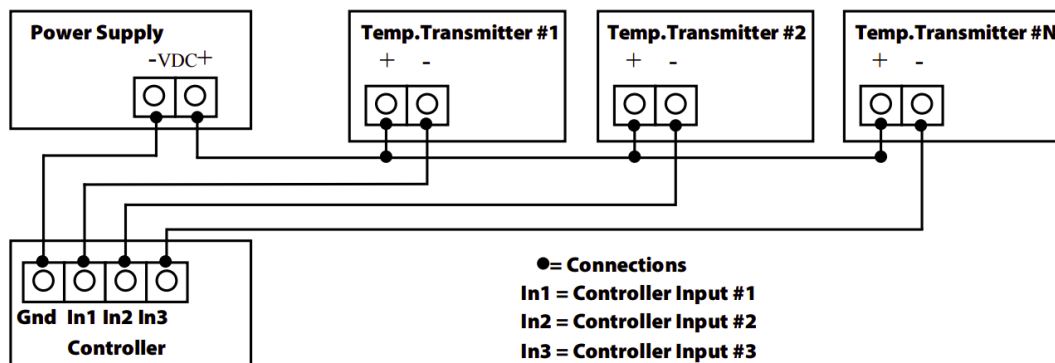 Power Supply
-VDC+
Temp.Transmitter #1
+ -
Temp.Transmitter #2
+ -
Temp.Transmitter #N
+ -
Gnd In1 In2 In3
Controller
●= Connections
In1 = Controller Input #1
In2 = Controller Input #2
In3 = Controller Input #3